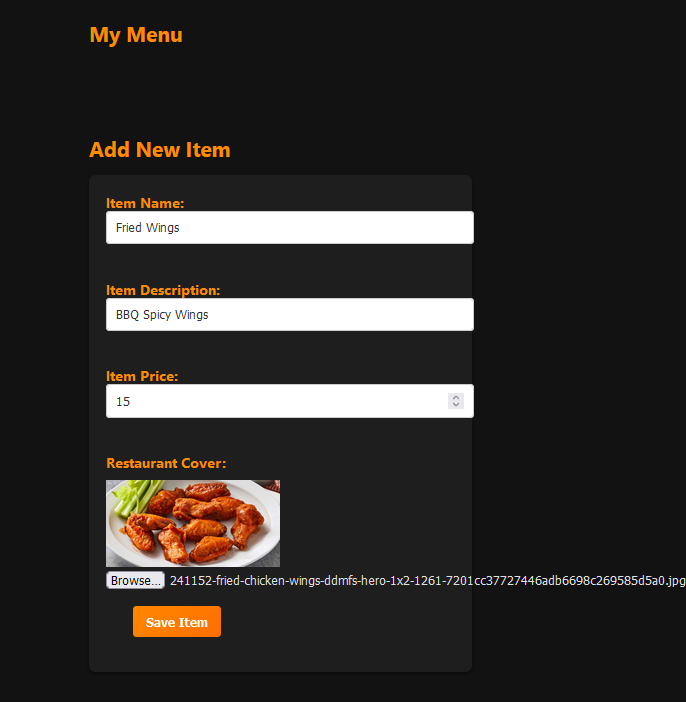 My Menu
Add New Item
Item Name:
Fried Wings
Item Description:
BBQ Spicy Wings
Item Price:
15
Restaurant Cover:
Browse... 241152-fried-chicken-wings-ddmfs-hero-1x2-1261-7201cc37727446adb6698c269585d5a0.jpg
Save Item